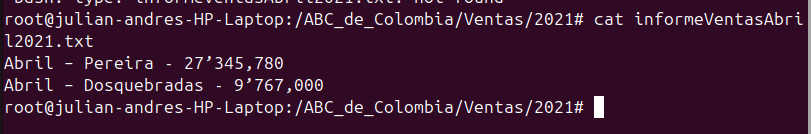 bash: type: informeVentasAbril2021.txt: not found
root@julian-andres-HP-Laptop:/ABC_de_Colombia/Ventas/2021# cat informeVentasAbri
l2021.txt
Abril – Pereira - 27’345,780
Abril – Dosquebradas - 9’767,000
root@julian-andres-HP-Laptop:/ABC_de_Colombia/Ventas/2021#